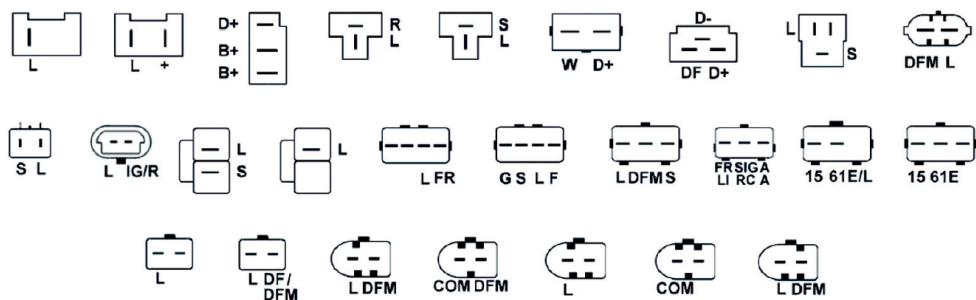 L
L +
D+
B+
B+
R
L
S
L
W D+
D-
DF D+
L
S
DFM L
S L
L IG/R
L
S
L
L FR
G S L F
L DFM S
FR SIG A
LI RC A
15 61E/L
15 61E
L
L DF/
DFM
L DFM
COM DFM
L
COM
L DFM